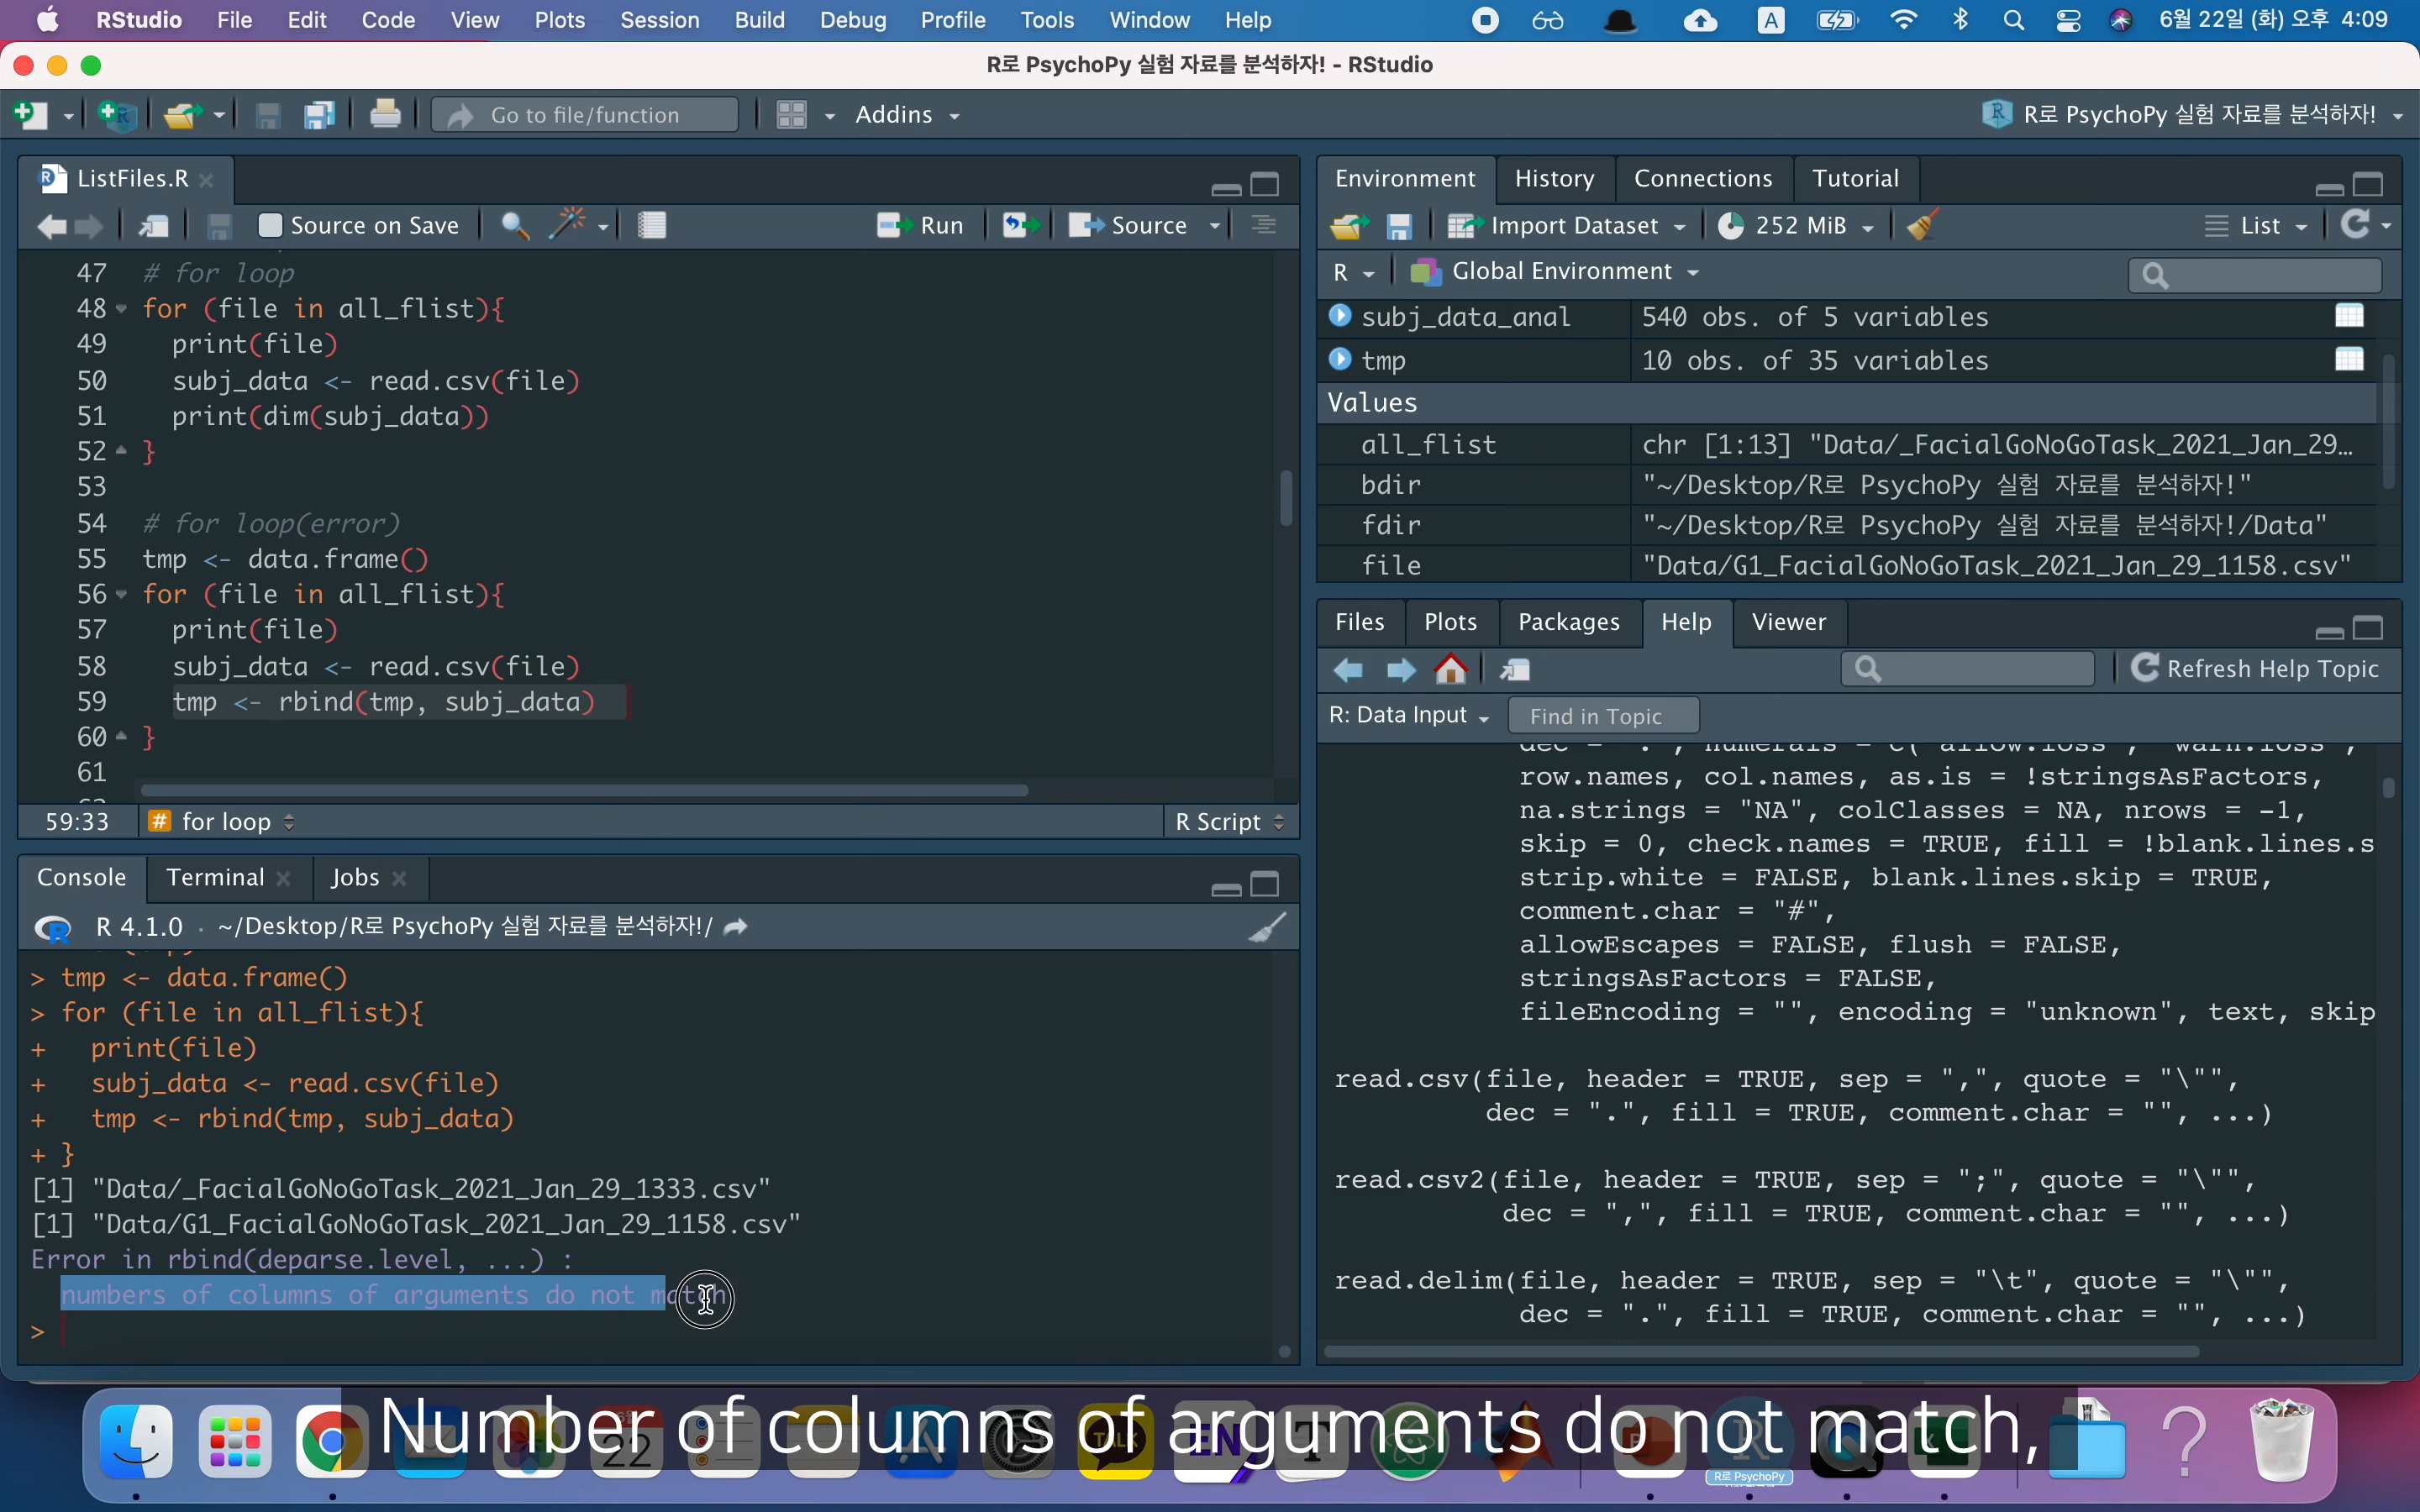 RStudio File Edit Code View Plots Session Build Debug Profile Tools Window Help A 6월 22일 (화) 오후 4:09
R로 PsychoPy 실험 자료를 분석하자! - RStudio
Go to file/function Addins R로 PsychoPy 실험 자료를 분석하자!
ListFiles.R
Source on Save Run Source
47 # for loop
48 for (file in all_flist){
49 print(file)
50 subj_data <- read.csv(file)
51 print(dim(subj_data))
52 }
53
54 # for loop(error)
55 tmp <- data.frame()
56 for (file in all_flist){
57 print(file)
58 subj_data <- read.csv(file)
59 tmp <- rbind(tmp, subj_data)
60 }
61
59:33 # for loop R Script
Console Terminal Jobs
R 4.1.0 · ~/Desktop/R로 PsychoPy 실험 자료를 분석하자!/
> tmp <- data.frame()
> for (file in all_flist){
+ print(file)
+ subj_data <- read.csv(file)
+ tmp <- rbind(tmp, subj_data)
+ }
[1] "Data/_FacialGoNoGoTask_2021_Jan_29_1333.csv"
[1] "Data/G1_FacialGoNoGoTask_2021_Jan_29_1158.csv"
Error in rbind(deparse.level, ...) :
numbers of columns of arguments do not match
>
Environment History Connections Tutorial
Import Dataset 252 MiB List
R Global Environment
subj_data_anal 540 obs. of 5 variables
tmp 10 obs. of 35 variables
Values
all_flist chr [1:13] "Data/_FacialGoNoGoTask_2021_Jan_29…
bdir "~/Desktop/R로 PsychoPy 실험 자료를 분석하자!"
fdir "~/Desktop/R로 PsychoPy 실험 자료를 분석하자!/Data"
file "Data/G1_FacialGoNoGoTask_2021_Jan_29_1158.csv"
Files Plots Packages Help Viewer
Refresh Help Topic
R: Data Input Find in Topic
dec = ".", numerals = c("allow.loss", "warn.loss",
row.names, col.names, as.is = !stringsAsFactors,
na.strings = "NA", colClasses = NA, nrows = -1,
skip = 0, check.names = TRUE, fill = !blank.lines.s
strip.white = FALSE, blank.lines.skip = TRUE,
comment.char = "#",
allowEscapes = FALSE, flush = FALSE,
stringsAsFactors = FALSE,
fileEncoding = "", encoding = "unknown", text, skip
read.csv(file, header = TRUE, sep = ",", quote = "\"",
dec = ".", fill = TRUE, comment.char = "", ...)
read.csv2(file, header = TRUE, sep = ";", quote = "\"",
dec = ",", fill = TRUE, comment.char = "", ...)
read.delim(file, header = TRUE, sep = "\t", quote = "\"",
dec = ".", fill = TRUE, comment.char = "", ...)
Number of columns of arguments do not match,
22
R로 PsychoPy